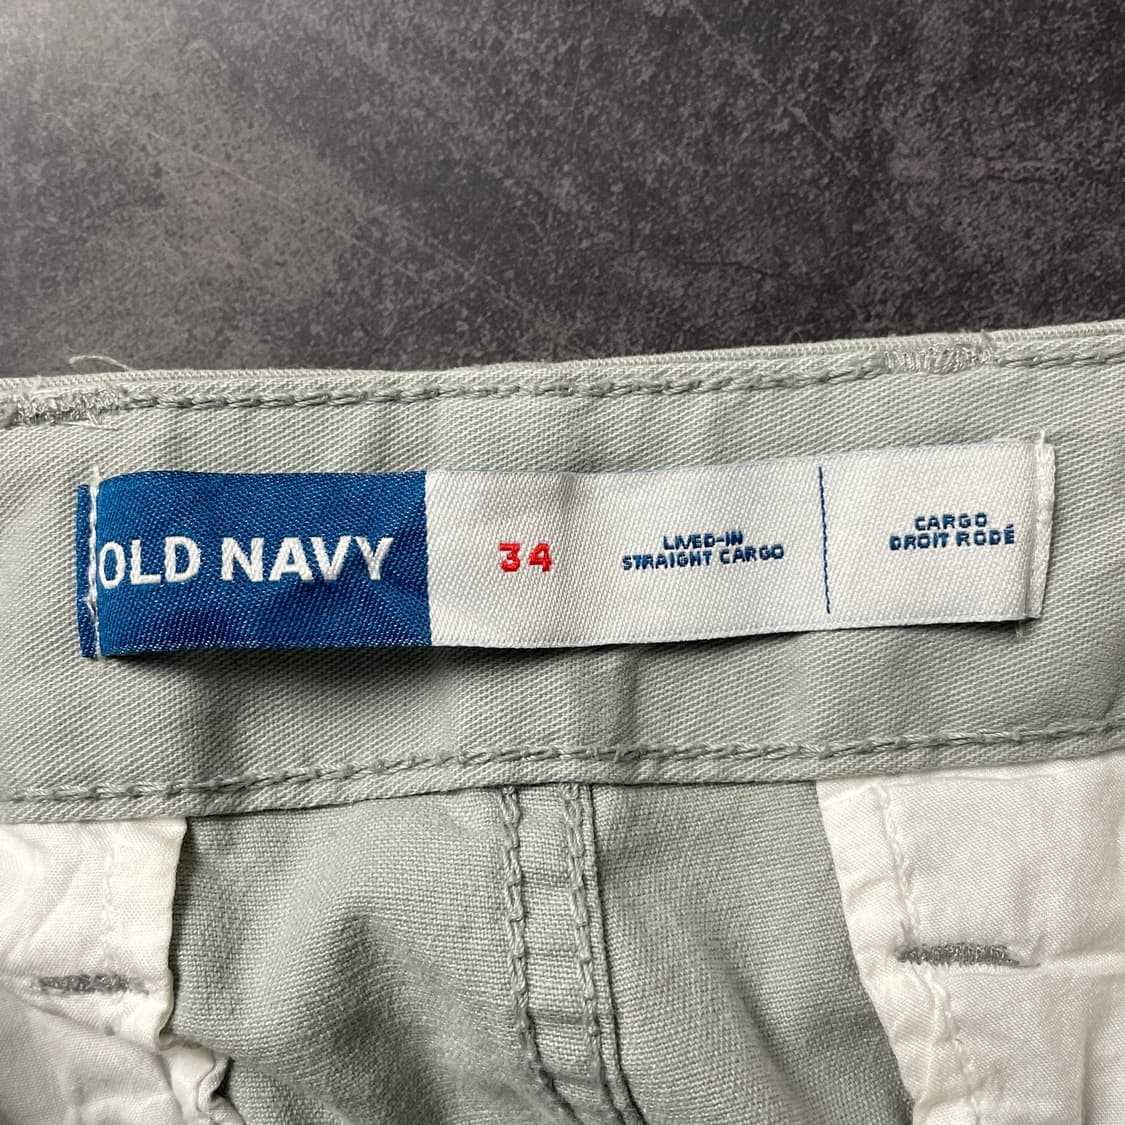 OLD NAVY
34
LIVED-IN
STRAIGHT CARGO
CARGO
DROIT RODÉ